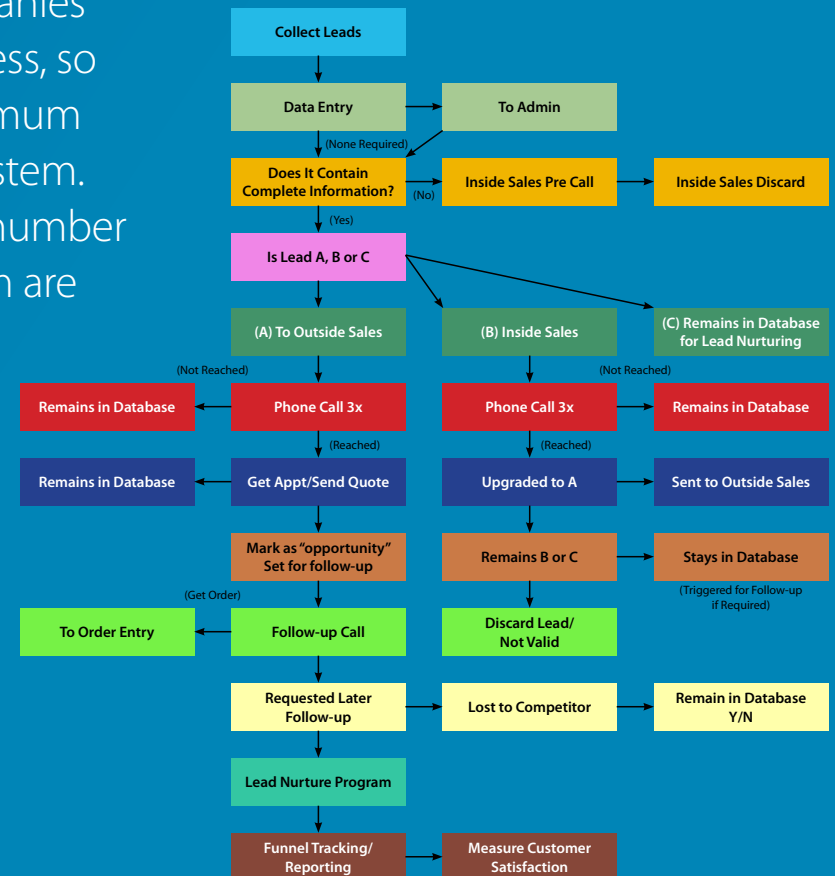 anies
ess, so
mum
stem.
number
n are
Collect Leads
Data Entry
To Admin
(None Required)
Does It Contain
Complete Information?
(No)
Inside Sales Pre Call
Inside Sales Discard
(Yes)
Is Lead A, B or C
(A) To Outside Sales
(B) Inside Sales
(C) Remains in Database
for Lead Nurturing
(Not Reached)
(Not Reached)
Remains in Database
Phone Call 3x
Phone Call 3x
Remains in Database
(Reached)
(Reached)
Remains in Database
Get Appt/Send Quote
Upgraded to A
Sent to Outside Sales
Mark as “opportunity”
Set for follow-up
Remains B or C
Stays in Database
(Triggered for Follow-up
if Required)
(Get Order)
To Order Entry
Follow-up Call
Discard Lead/
Not Valid
Requested Later
Follow-up
Lost to Competitor
Remain in Database
Y/N
Lead Nurture Program
Funnel Tracking/
Reporting
Measure Customer
Satisfaction